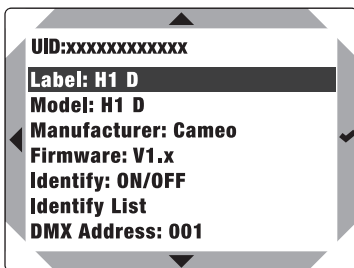 UID:xxxxxxxxxxxx
Label: H1 D
Model: H1 D
Manufacturer: Cameo
Firmware: V1.x
Identify: ON/OFF
Identify List
DMX Address: 001